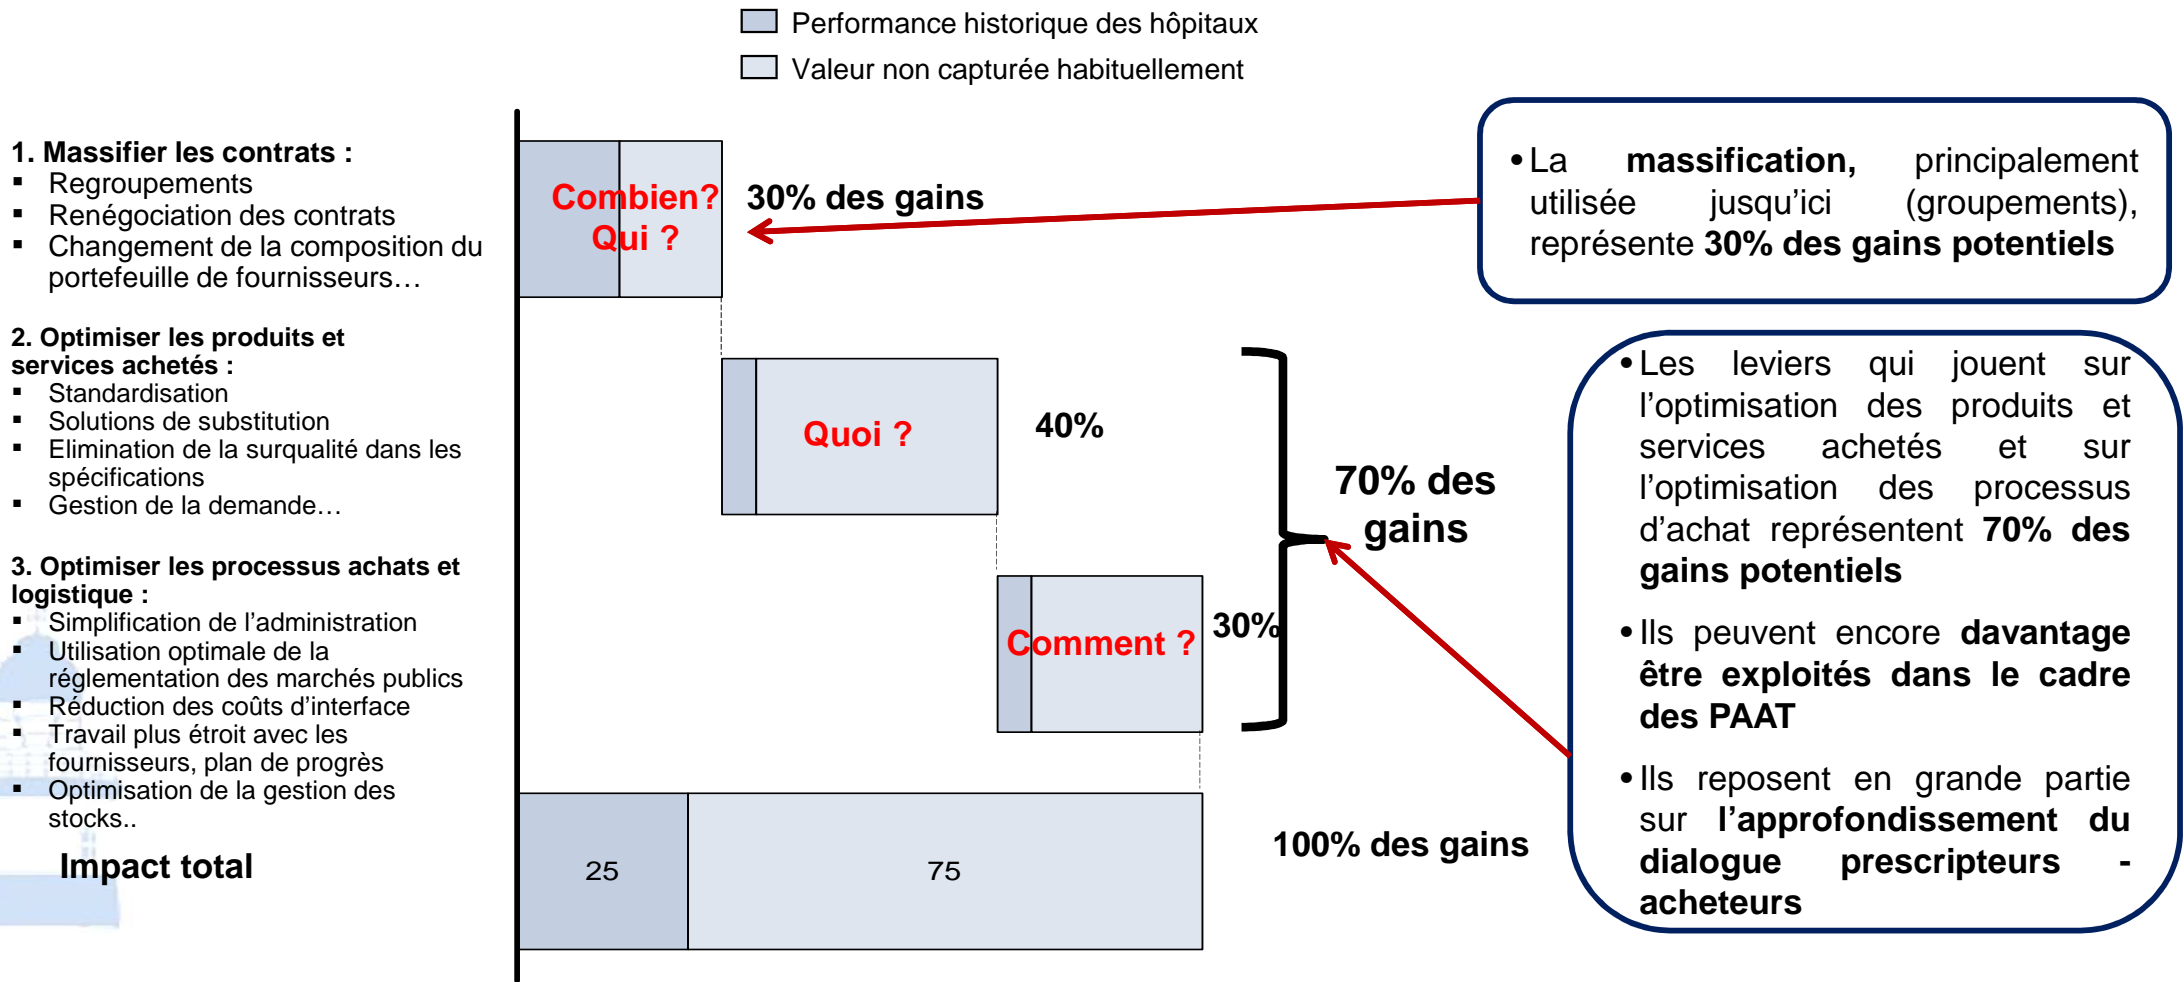 Performance historique des hôpitaux
Valeur non capturée habituellement
1. Massifier les contrats :
▪ Regroupements
▪ Renégociation des contrats
▪ Changement de la composition du
portefeuille de fournisseurs…
2. Optimiser les produits et
services achetés :
▪ Standardisation
▪ Solutions de substitution
▪ Elimination de la surqualité dans les
spécifications
▪ Gestion de la demande…
3. Optimiser les processus achats et
logistique :
▪ Simplification de l’administration
▪ Utilisation optimale de la
réglementation des marchés publics
▪ Réduction des coûts d’interface
▪ Travail plus étroit avec les
fournisseurs, plan de progrès
▪ Optimisation de la gestion des
stocks..
Impact total
Combien?
Qui ?
30% des gains
Quoi ?
40%
Comment ?
30%
70% des
gains
25
75
100% des gains
• La massification, principalement
utilisée jusqu’ici (groupements),
représente 30% des gains potentiels
• Les leviers qui jouent sur
l’optimisation des produits et
services achetés et sur
l’optimisation des processus
d’achat représentent 70% des
gains potentiels
• Ils peuvent encore davantage
être exploités dans le cadre
des PAAT
• Ils reposent en grande partie
sur l’approfondissement du
dialogue prescripteurs -
acheteurs